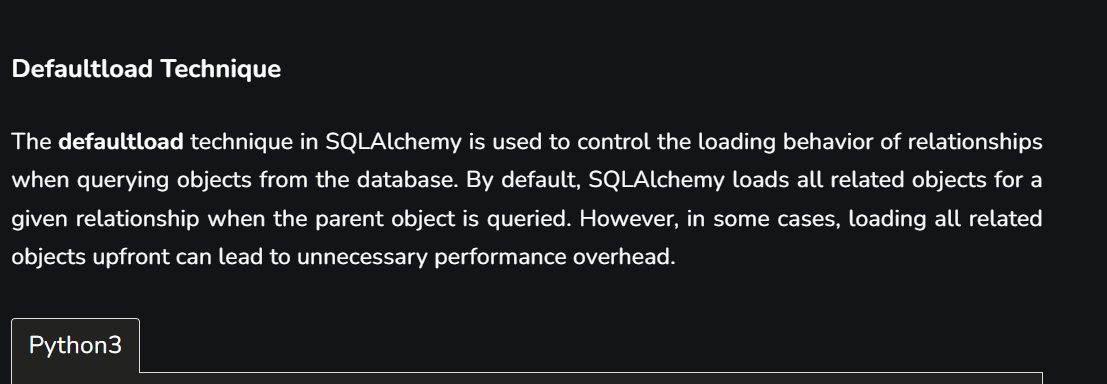 Defaultload Technique
The defaultload technique in SQLAlchemy is used to control the loading behavior of relationships
when querying objects from the database. By default, SQLAlchemy loads all related objects for a
given relationship when the parent object is queried. However, in some cases, loading all related
objects upfront can lead to unnecessary performance overhead.
Python3